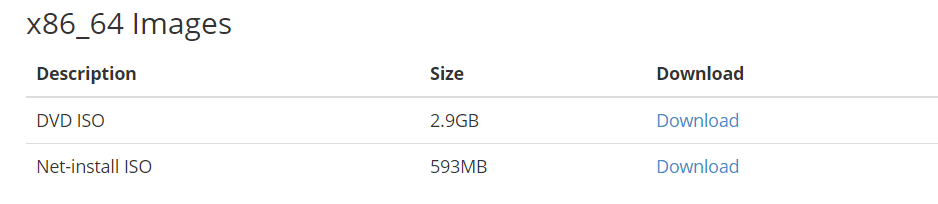 x86_64 Images
Description Size Download
DVD ISO 2.9GB Download
Net-install ISO 593MB Download